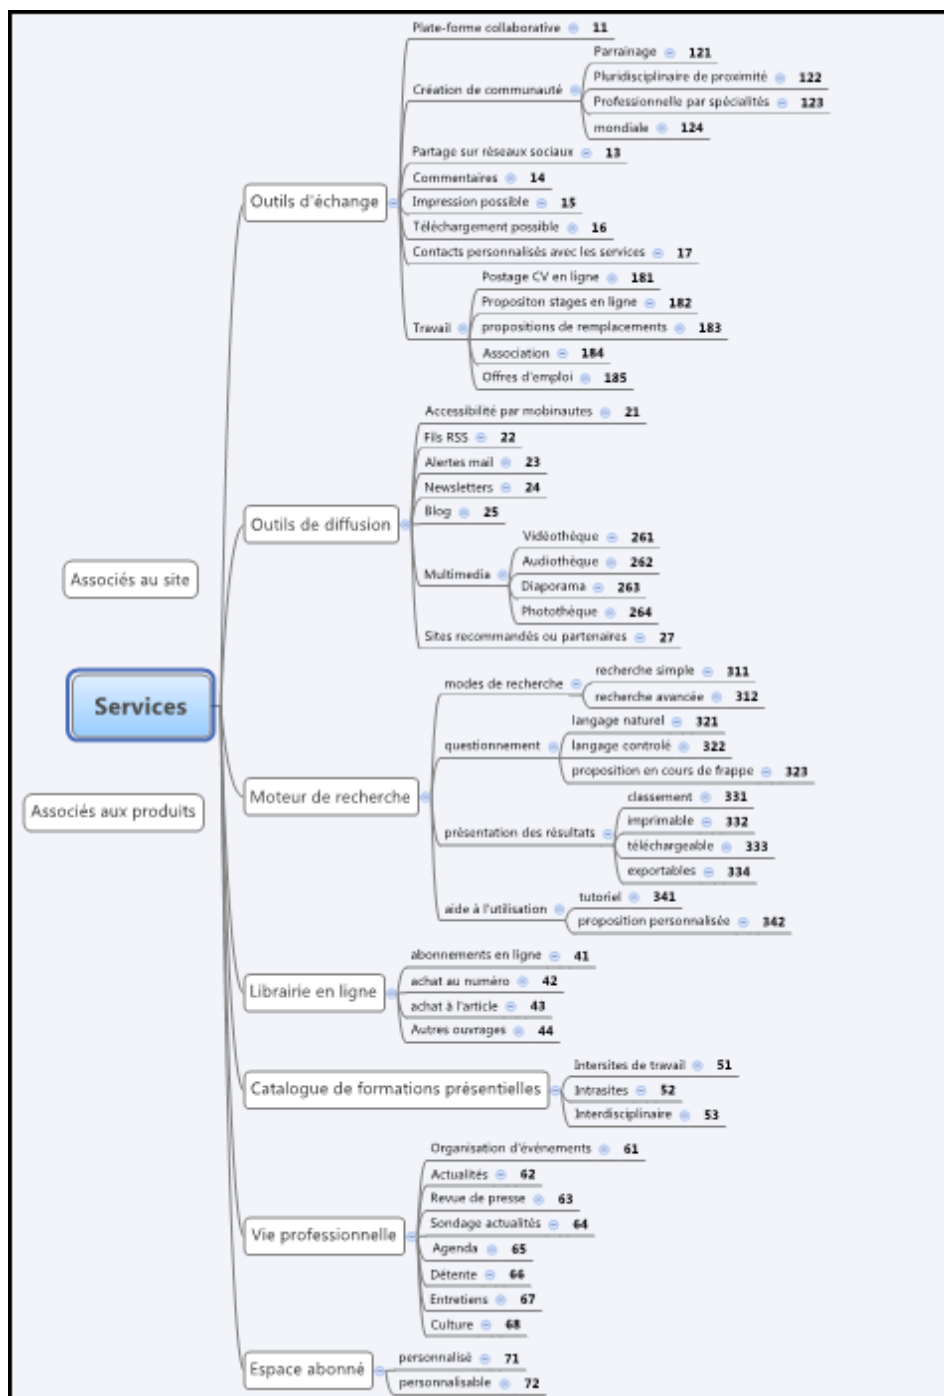 Plate-forme collaborative 11
Parrainage 121
Pluridisciplinaire de proximité 122
Création de communauté
Professionnelle par spécialités 123
mondiale 124
Partage sur réseaux sociaux 13
Commentaires 14
Outils d'échange
Impression possible 15
Téléchargement possible 16
Contacts personnalisés avec les services 17
Postage CV en ligne 181
Propositon stages en ligne 182
Travail
propositions de remplacements 183
Association 184
Offres d'emploi 185
Accessibilité par mobinautes 21
Fils RSS 22
Alertes mail 23
Newsletters 24
Blog 25
Outils de diffusion
Vidéothèque 261
Audiothèque 262
Multimedia
Diaporama 263
Photothèque 264
Sites recommandés ou partenaires 27
Associés au site
Services
Associés aux produits
recherche simple 311
modes de recherche
recherche avancée 312
langage naturel 321
questionnement
langage controlé 322
proposition en cours de frappe 323
Moteur de recherche
classement 331
imprimable 332
présentation des résultats
téléchargeable 333
exportables 334
tutoriel 341
aide à l'utilisation
proposition personnalisée 342
abonnements en ligne 41
achat au numéro 42
Librairie en ligne
achat à l'article 43
Autres ouvrages 44
Intersites de travail 51
Catalogue de formations présentielles
Intrasites 52
Interdisciplinaire 53
Organisation d'évènements 61
Actualités 62
Revue de presse 63
Sondage actualités 64
Vie professionnelle
Agenda 65
Détente 66
Entretiens 67
Culture 68
personnalisé 71
Espace abonné
personnalisable 72